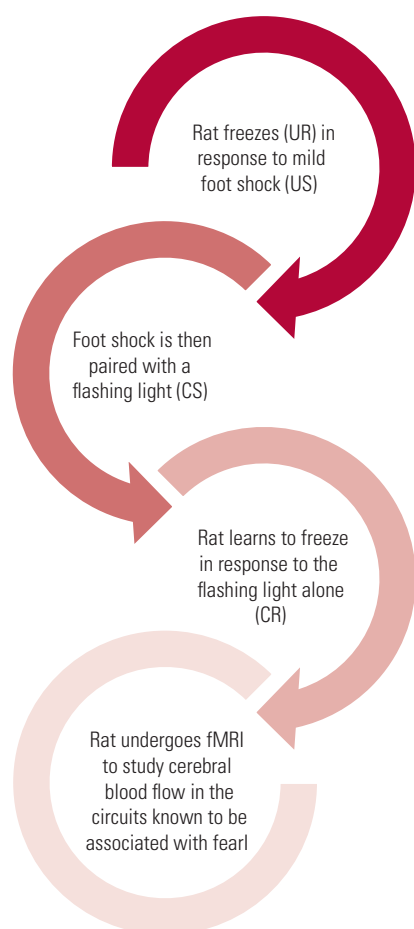 Rat freezes (UR) in
response to mild
foot shock (US)
Foot shock is then
paired with a
flashing light (CS)
Rat learns to freeze
in response to the
flashing light alone
(CR)
Rat undergoes fMRI
to study cerebral
blood flow in the
circuits known to be
associated with fearl